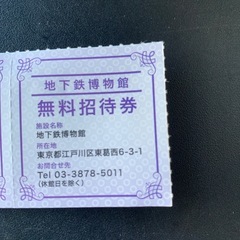 地下鉄博物館
無料招待券
施設名称
地下鉄博物館
所在地
東京都江戸川区東葛西6-3-1
お問合せ先
Tel 03-3878-5011
(休館日を除く)